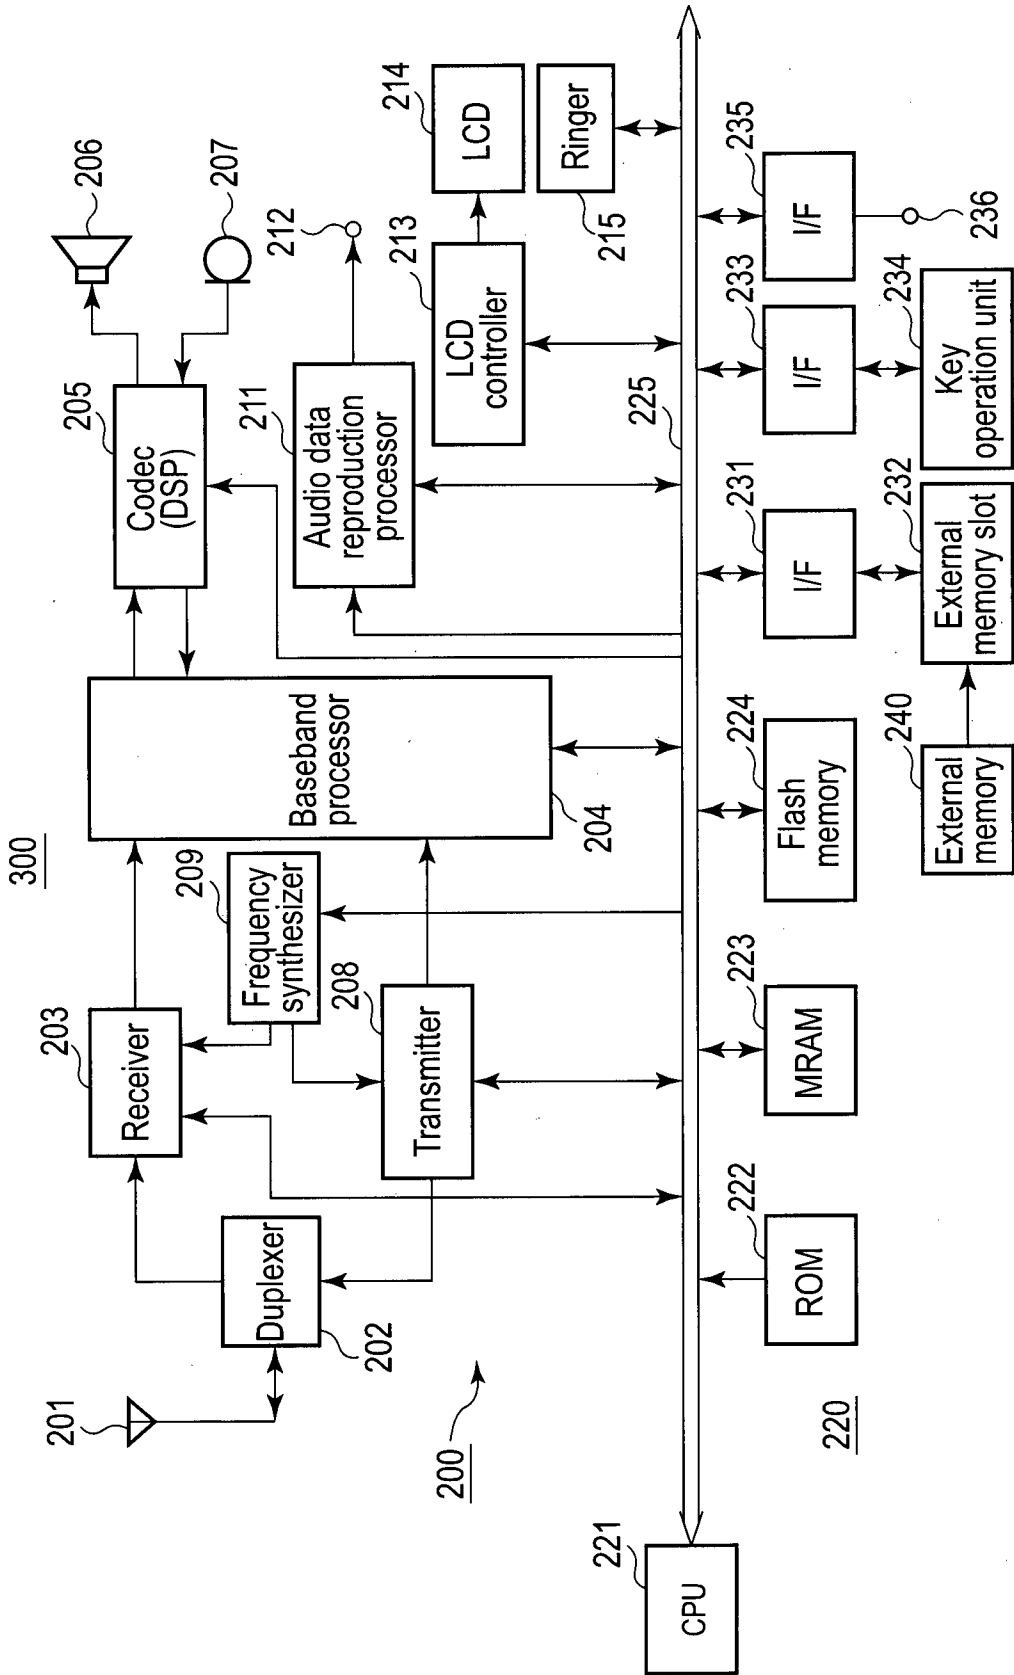 300
201
Duplexer
202
203
Receiver
209
Frequency
synthesizer
208
Transmitter
Baseband
processor
204
205
Codec
(DSP)
206
207
211
Audio data
reproduction
processor
212
213
LCD
controller
214
LCD
Ringer
215
200
225
221
CPU
222
ROM
223
MRAM
224
Flash
memory
231
I/F
233
I/F
235
I/F
236
240
External
memory
232
External
memory slot
234
Key
operation unit
220